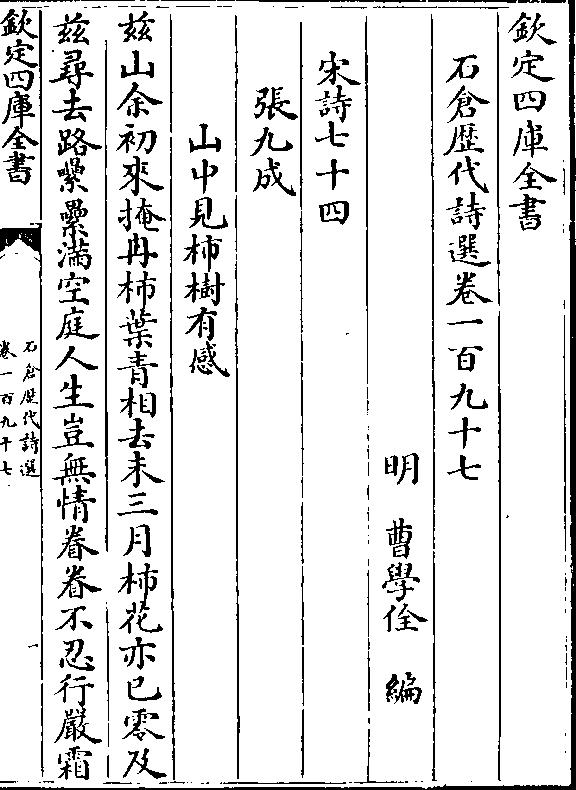 欽定四庫全書
石倉歴代詩選卷一百九十七
明 曹學佺 編
宋詩七十四
張九成
山中見柿樹有感
兹山余初來掩冉柿葉青相去未三月柿花亦已零及
兹尋去路纍纍滿空庭人生豈無情眷眷不忍行嚴霜
欽定四庫全書
石倉歴代詩選
卷一百九十七
一